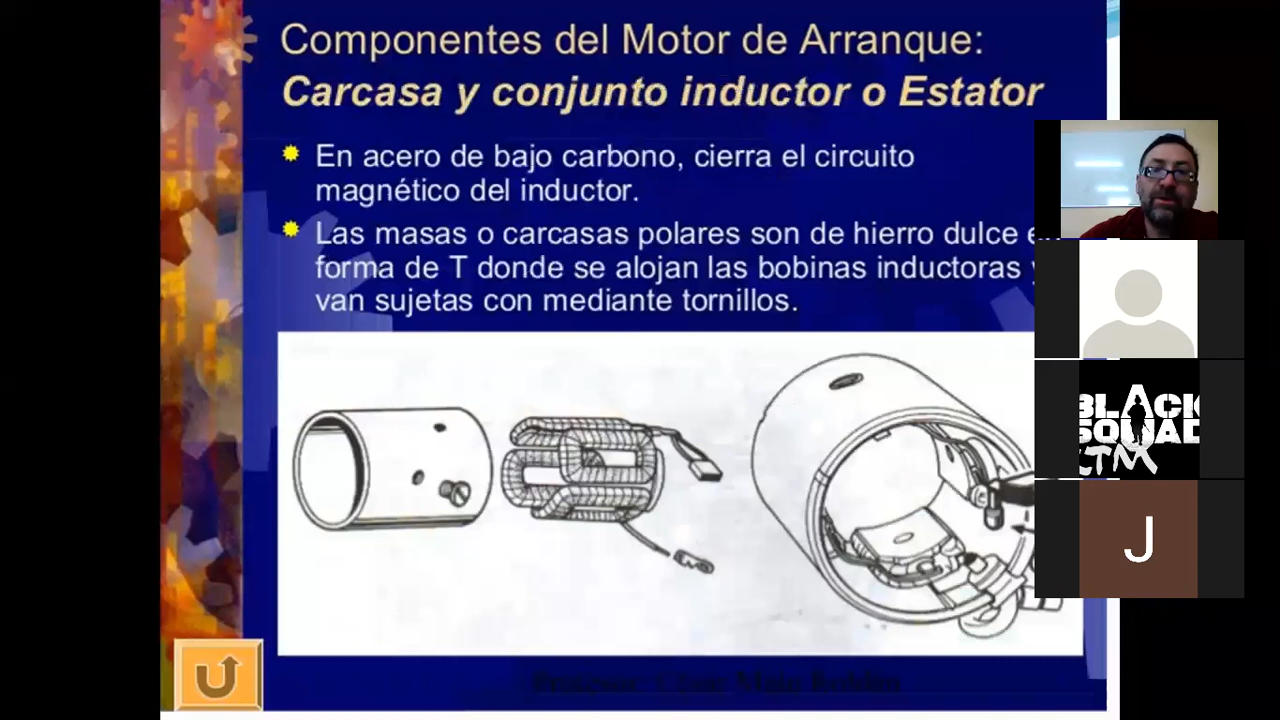 Componentes del Motor de Arranque:
Carcasa y conjunto inductor o Estator
En acero de bajo carbono, cierra el circuito
magnético del inductor.
Las masas o carcasas polares son de hierro dulce
forma de T donde se alojan las bobinas inductoras
van sujetas con mediante tornillos.
BLACK
SQUAD
J